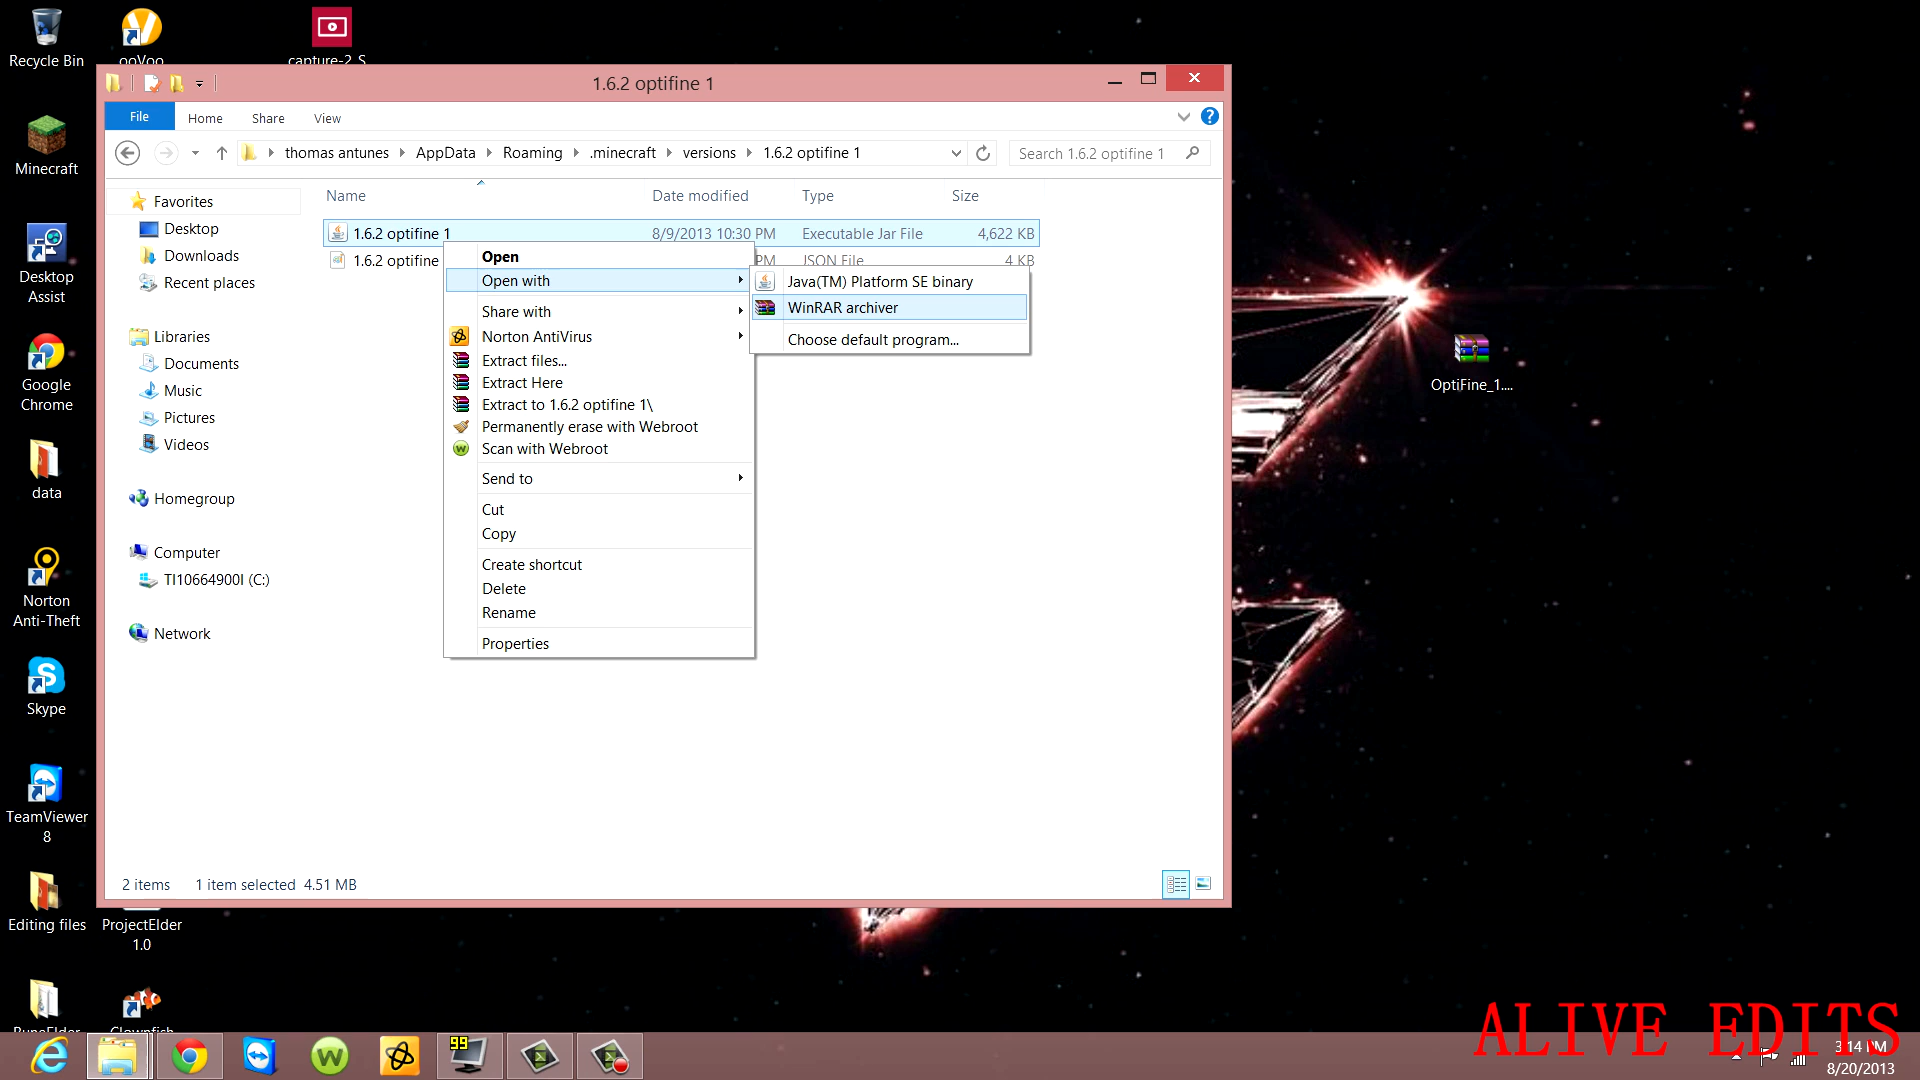 Recycle Bin
ooVoo
capture-2_S
Minecraft
Desktop
Assist
Google
Chrome
data
Norton
Anti-Theft
Skype
TeamViewer
8
Editing files
ProjectElder
1.0
RuneElder
Clownfish
1.6.2 optifine 1
File
Home
Share
View
thomas antunes
AppData
Roaming
.minecraft
versions
1.6.2 optifine 1
Search 1.6.2 optifine 1
Favorites
Desktop
Downloads
Recent places
Libraries
Documents
Music
Pictures
Videos
Homegroup
Computer
TI10664900I (C:)
Network
Name
Date modified
Type
Size
1.6.2 optifine 1
8/9/2013 10:30 PM
Executable Jar File
4,622 KB
1.6.2 optifine
PM
JSON File
4 KB
Open
Open with
Share with
Norton AntiVirus
Extract files...
Extract Here
Extract to 1.6.2 optifine 1\
Permanently erase with Webroot
Scan with Webroot
Send to
Cut
Copy
Create shortcut
Delete
Rename
Properties
Java(TM) Platform SE binary
WinRAR archiver
Choose default program...
2 items
1 item selected 4.51 MB
OptiFine_1....
ALIVE EDITS
99
3:14 PM
8/20/2013